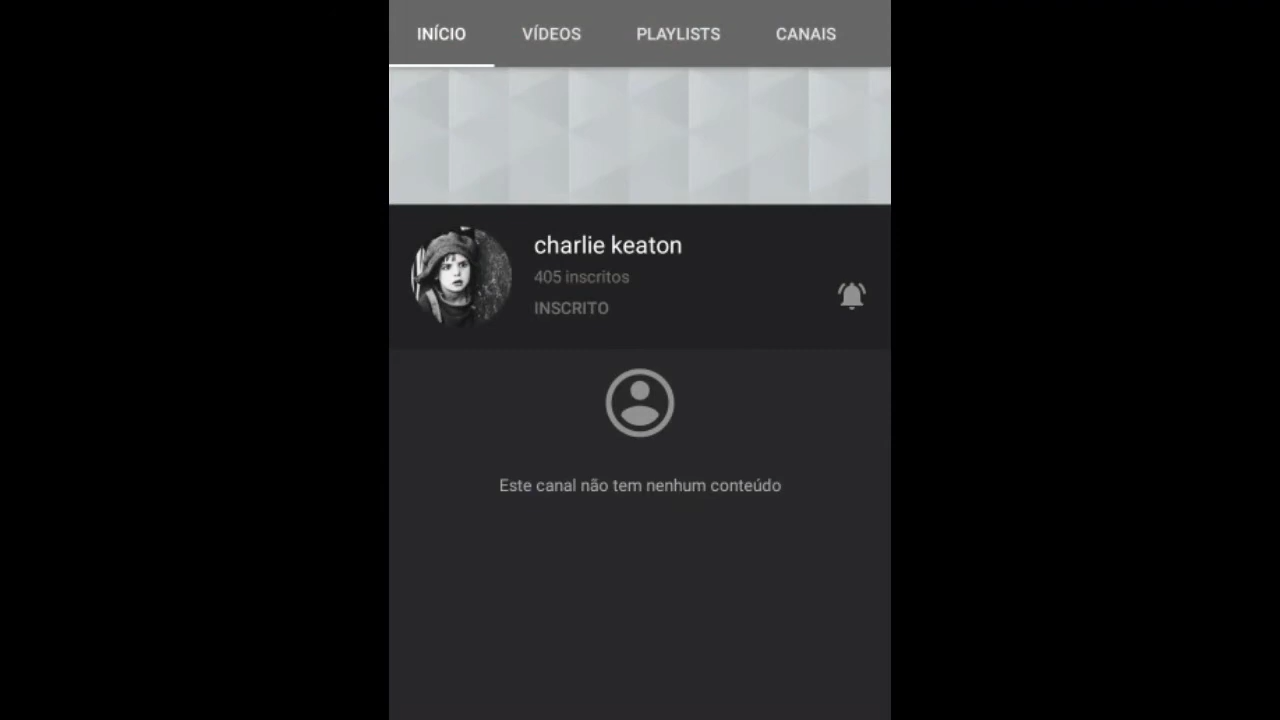 INÍCIO VÍDEOS PLAYLISTS CANAIS
charlie keaton
405 inscritos
INSCRITO
Este canal não tem nenhum conteúdo